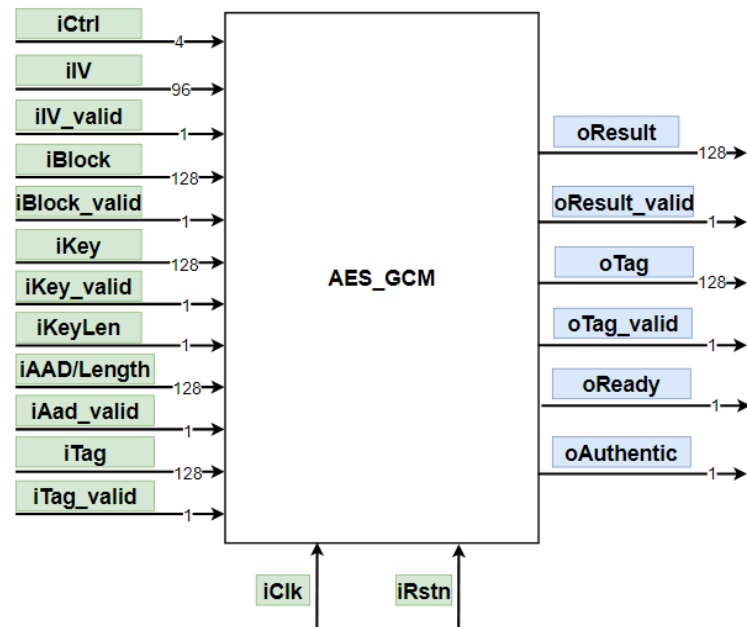 iCtrl
4
iIV
96
iIV_valid
1
iBlock
128
iBlock_valid
1
iKey
128
iKey_valid
1
iKeyLen
1
iAAD/Length
128
iAad_valid
1
iTag
128
iTag_valid
1
AES_GCM
oResult
128
oResult_valid
1
oTag
128
oTag_valid
1
oReady
1
oAuthentic
1
iClk
iRstn